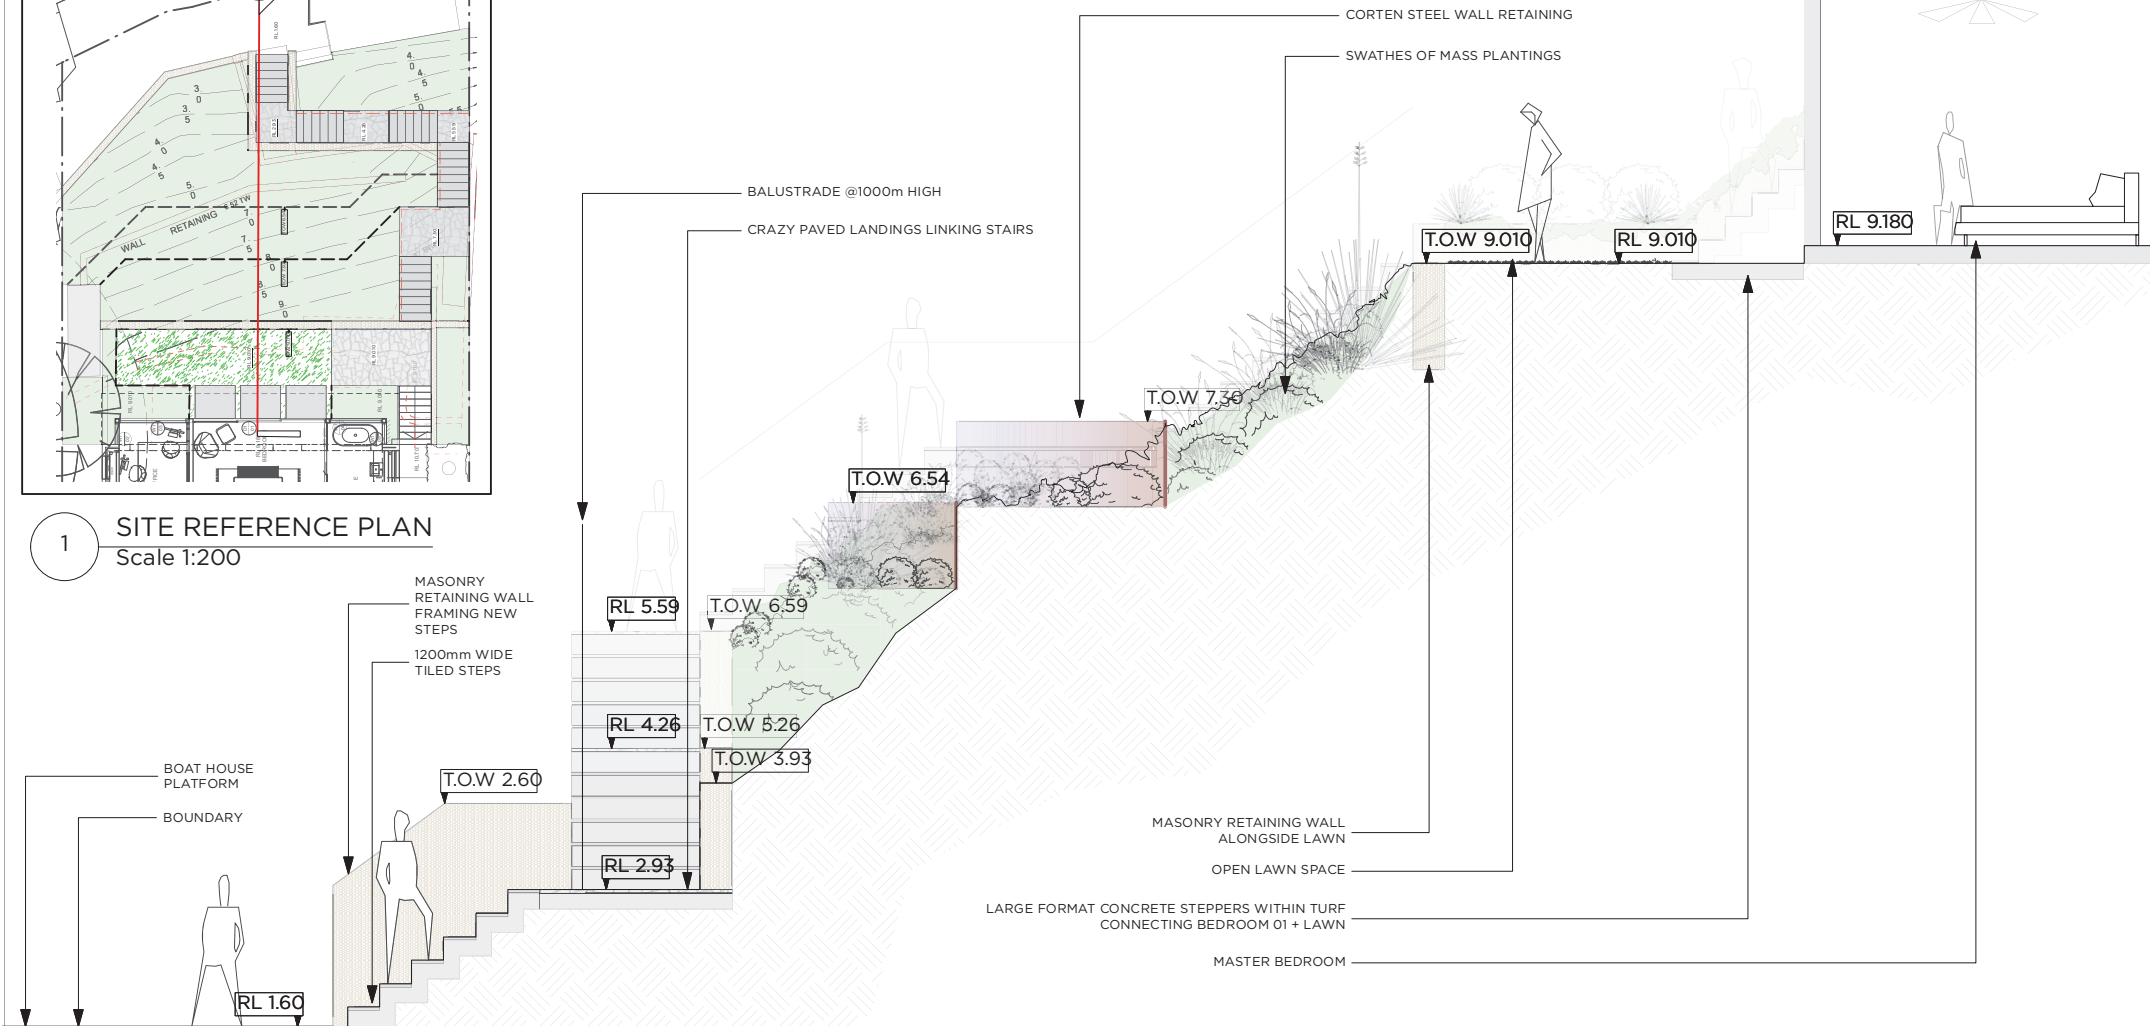 CORTEN STEEL WALL RETAINING
SWATHES OF MASS PLANTINGS
BALUSTRADE @1000m HIGH
CRAZY PAVED LANDINGS LINKING STAIRS
T.O.W 9.010
RL 9.010
RL 9.180
T.O.W 7.30
T.O.W 6.54
WALL
RETAINING
1
SITE REFERENCE PLAN
Scale 1:200
MASONRY
RETAINING WALL
FRAMING NEW
STEPS
1200mm WIDE
TILED STEPS
RL 5.59
T.O.W 6.59
RL 4.26
T.O.W 5.26
T.O.W 3.93
BOAT HOUSE
PLATFORM
T.O.W 2.60
BOUNDARY
RL 2.93
RL 1.60
MASONRY RETAINING WALL
ALONGSIDE LAWN
OPEN LAWN SPACE
LARGE FORMAT CONCRETE STEPPERS WITHIN TURF
CONNECTING BEDROOM 01 + LAWN
MASTER BEDROOM